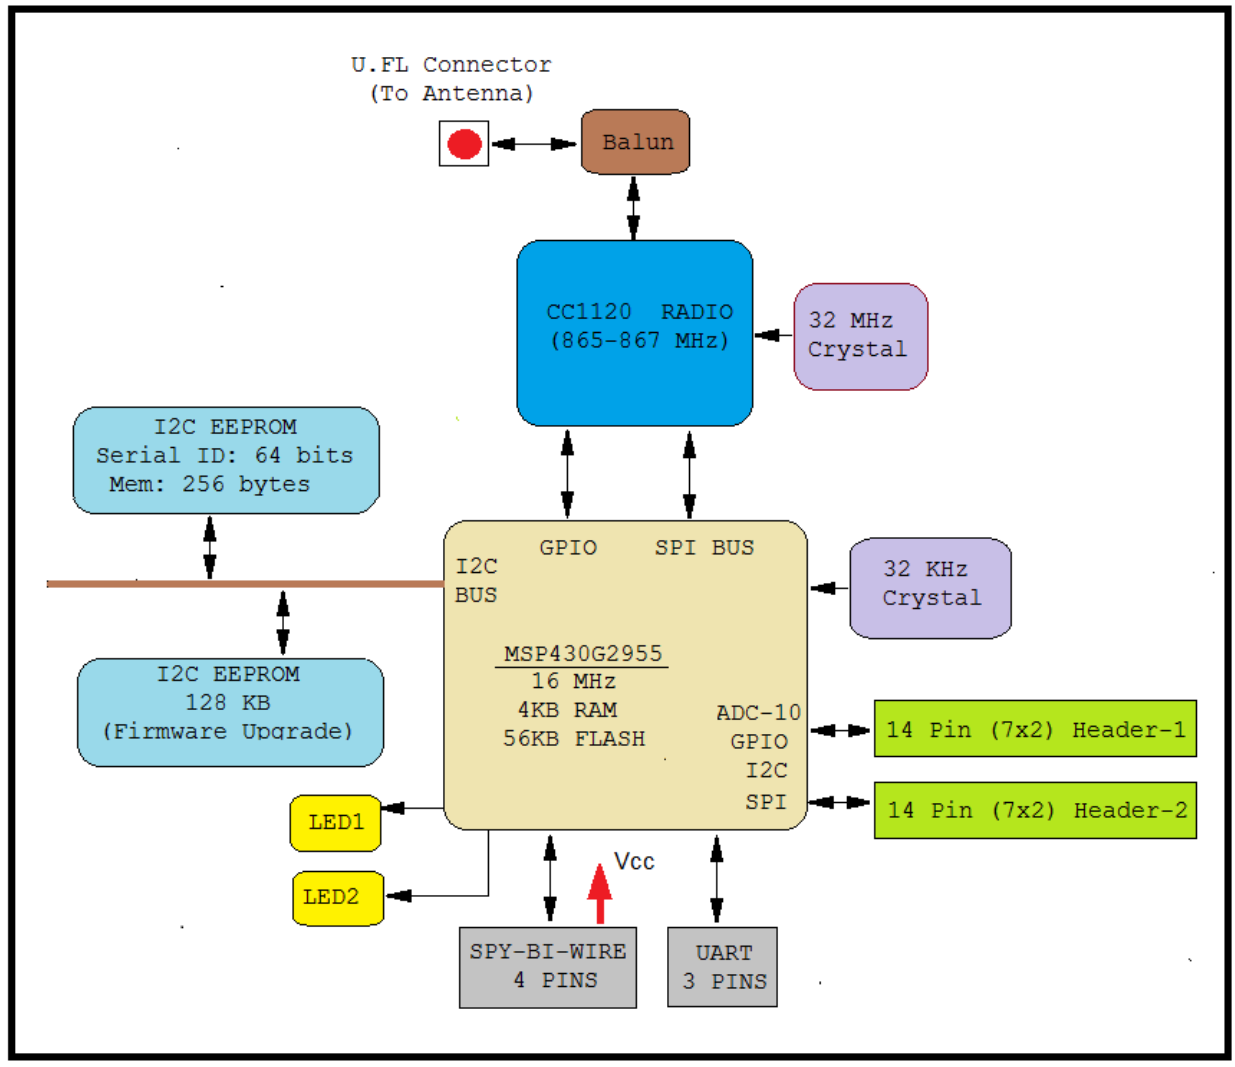 U.FL Connector
(To Antenna)
Balun
CC1120 RADIO
(865-867 MHz)
32 MHz
Crystal
I2C EEPROM
Serial ID: 64 bits
Mem: 256 bytes
GPIO
SPI BUS
I2C
BUS
32 KHz
Crystal
MSP430G2955
16 MHz
4KB RAM
56KB FLASH
I2C EEPROM
128 KB
(Firmware Upgrade)
ADC-10
GPIO
I2C
SPI
14 Pin (7x2) Header-1
14 Pin (7x2) Header-2
LED1
LED2
Vcc
SPY-BI-WIRE
4 PINS
UART
3 PINS